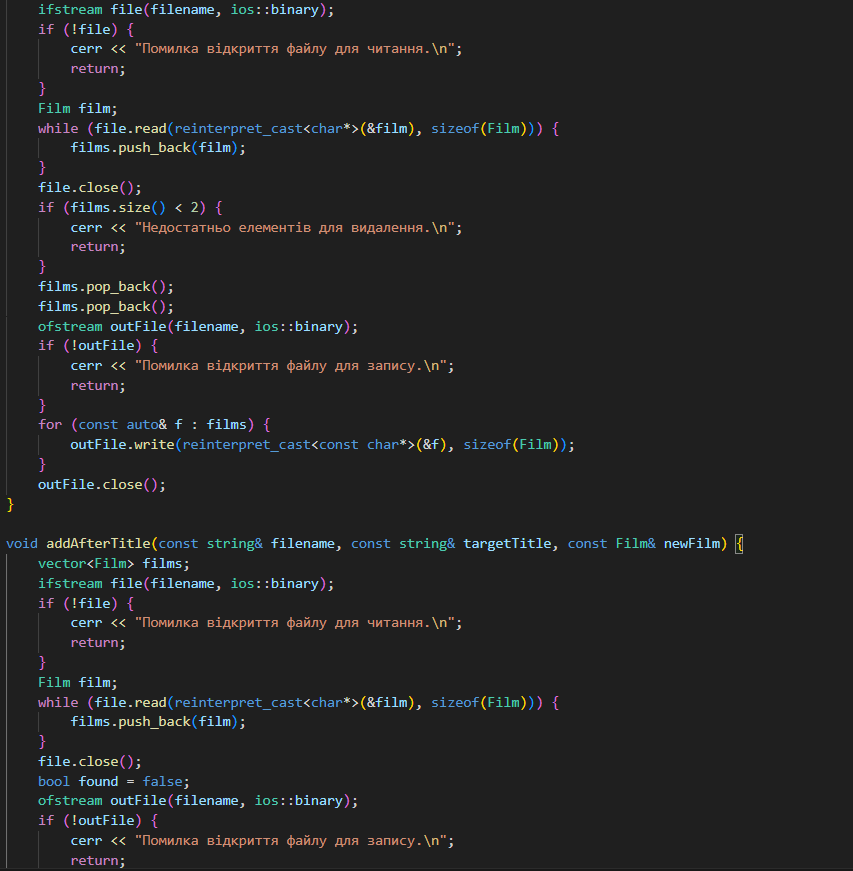 ifstream file(filename, ios::binary);
    if (!file) {
        cerr << "Помилка відкриття файлу для читання.\n";
        return;
    }
    Film film;
    while (file.read(reinterpret_cast<char*>(&film), sizeof(Film))) {
        films.push_back(film);
    }
    file.close();
    if (films.size() < 2) {
        cerr << "Недостатньо елементів для видалення.\n";
        return;
    }
    films.pop_back();
    films.pop_back();
    ofstream outFile(filename, ios::binary);
    if (!outFile) {
        cerr << "Помилка відкриття файлу для запису.\n";
        return;
    }
    for (const auto& f : films) {
        outFile.write(reinterpret_cast<const char*>(&f), sizeof(Film));
    }
    outFile.close();
}

void addAfterTitle(const string& filename, const string& targetTitle, const Film& newFilm) {
    vector<Film> films;
    ifstream file(filename, ios::binary);
    if (!file) {
        cerr << "Помилка відкриття файлу для читання.\n";
        return;
    }
    Film film;
    while (file.read(reinterpret_cast<char*>(&film), sizeof(Film))) {
        films.push_back(film);
    }
    file.close();
    bool found = false;
    ofstream outFile(filename, ios::binary);
    if (!outFile) {
        cerr << "Помилка відкриття файлу для запису.\n";
        return;